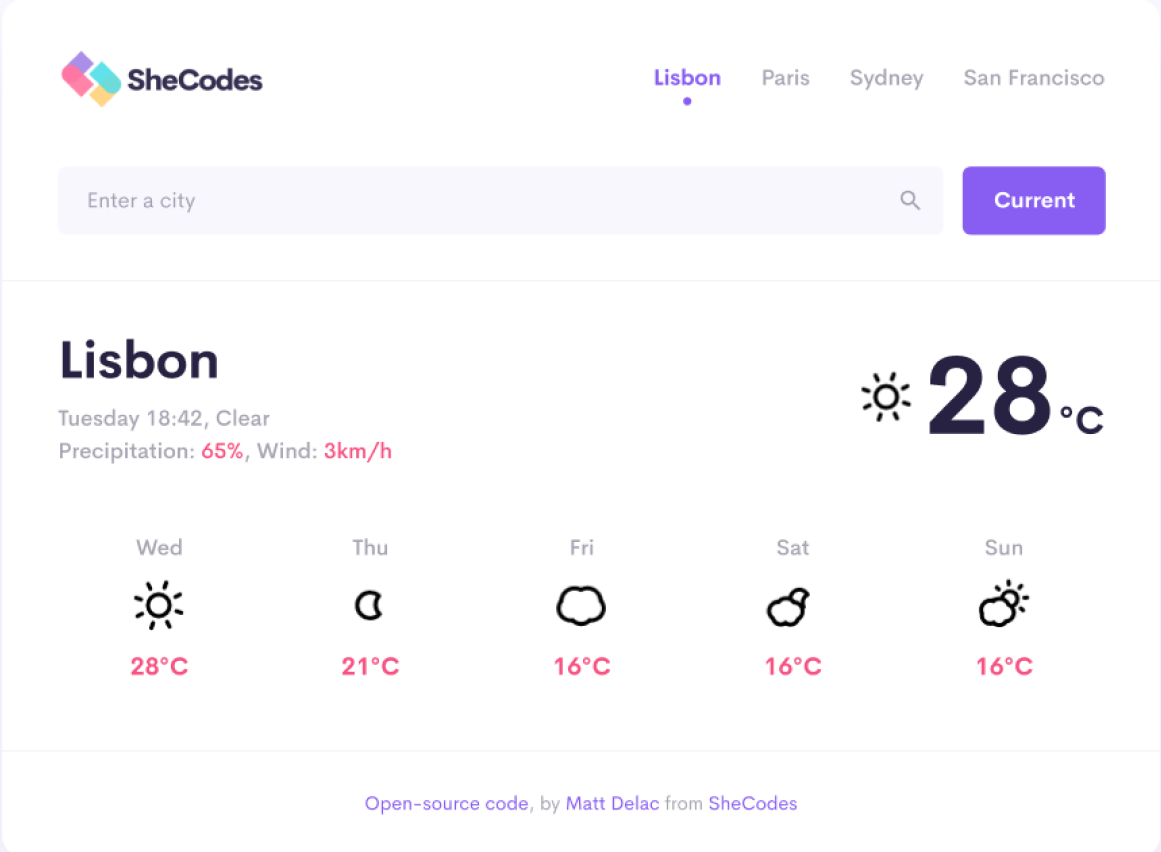 SheCodes
Lisbon Paris Sydney San Francisco
Enter a city
Current
Lisbon
Tuesday 18:42, Clear
Precipitation: 65%, Wind: 3km/h
28°C
Wed Thu Fri Sat Sun
28°C 21°C 16°C 16°C 16°C
Open-source code, by Matt Delac from SheCodes